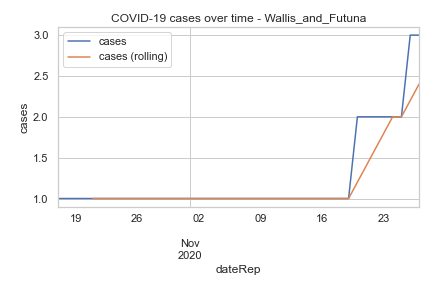 COVID-19 cases over time - Wallis_and_Futuna
cases
cases (rolling)
3.0
2.5
2.0
1.5
1.0
cases
19 26 02 09 16 23
Nov
2020
dateRep